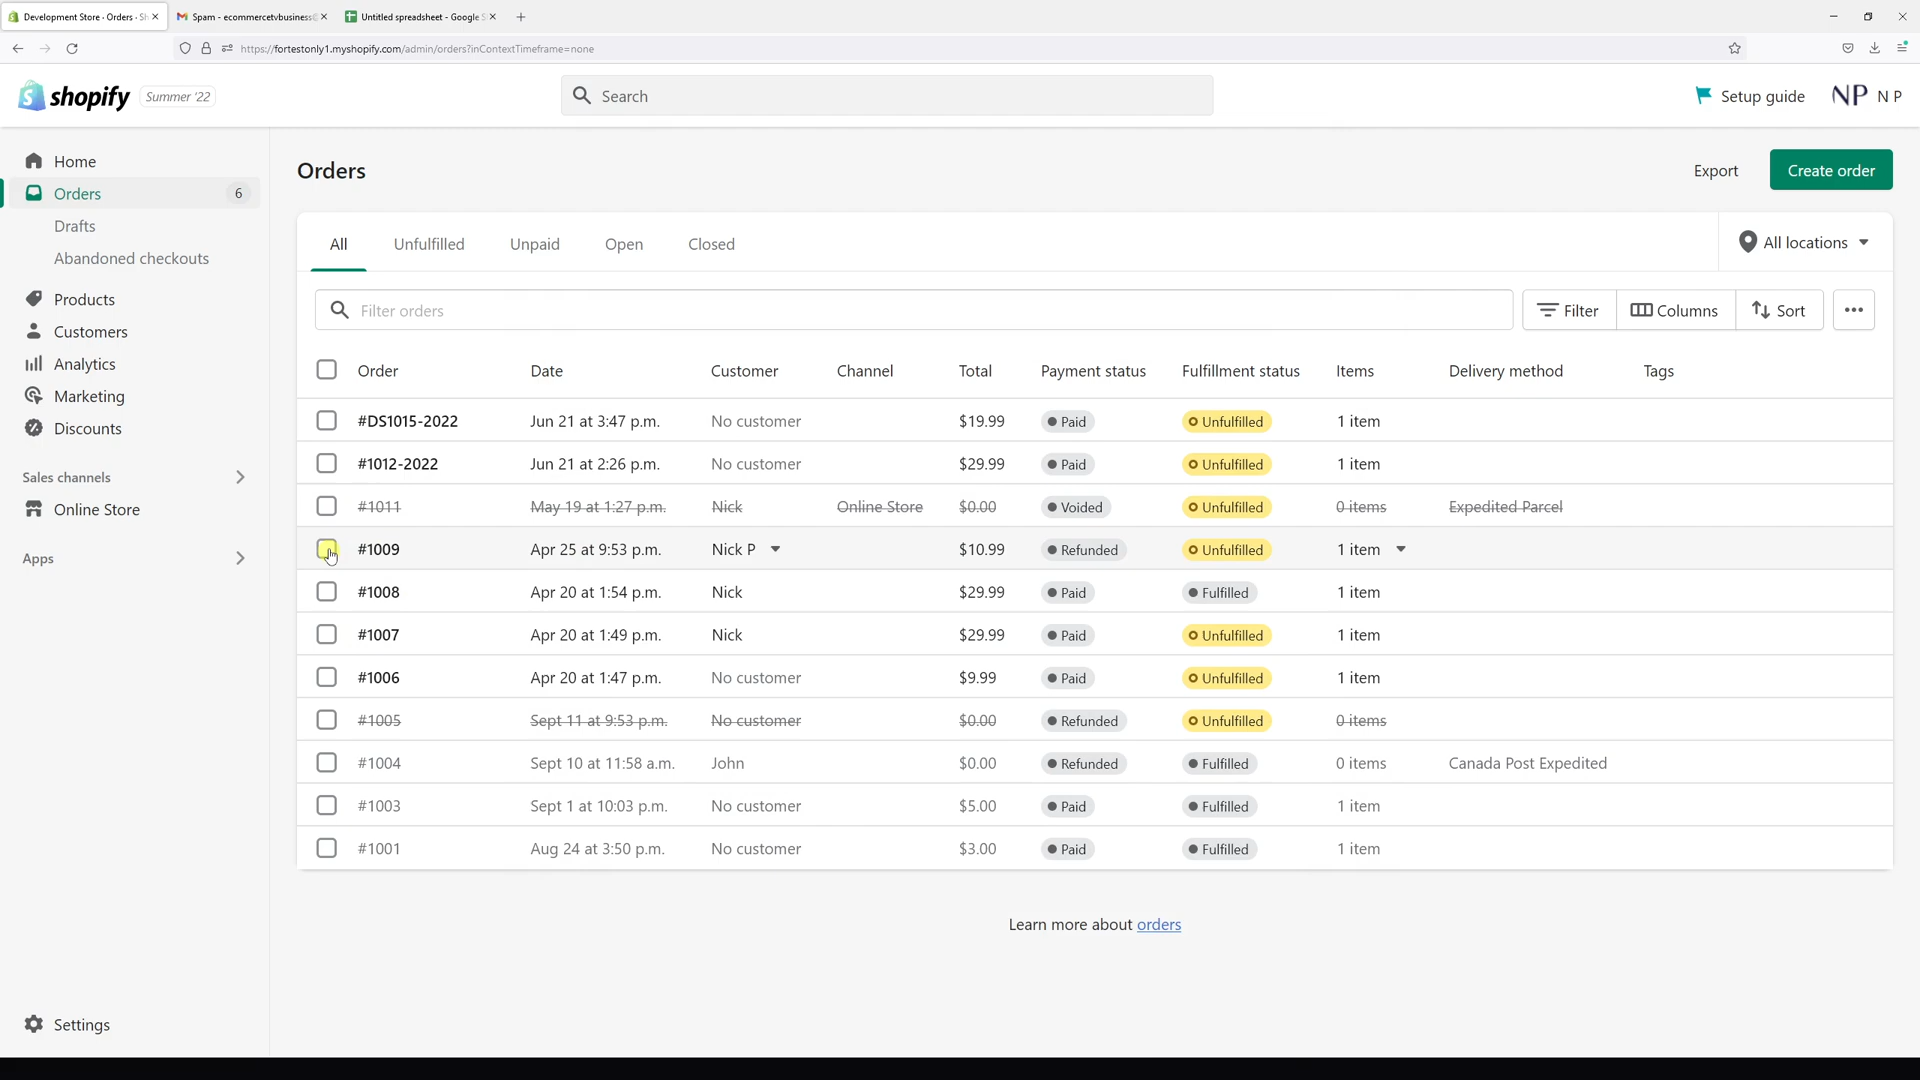 Development Store · Orders · Sh
Spam - ecommercetvbusiness@
Untitled spreadsheet - Google S
https://fortestonly1.myshopify.com/admin/orders?inContextTimeframe=none
shopify
Summer '22
Search
Setup guide
NP
N P
Home
Orders
6
Drafts
Abandoned checkouts
Products
Customers
Analytics
Marketing
Discounts
Sales channels
Online Store
Apps
Settings
Orders
Export
Create order
All Unfulfilled Unpaid Open Closed
All locations
Filter orders
Filter
Columns
Sort
Order Date Customer Channel Total Payment status Fulfillment status Items Delivery method Tags
#DS1015-2022 Jun 21 at 3:47 p.m. No customer $19.99 Paid Unfulfilled 1 item
#1012-2022 Jun 21 at 2:26 p.m. No customer $29.99 Paid Unfulfilled 1 item
#1011 May 19 at 1:27 p.m. Nick Online Store $0.00 Voided Unfulfilled 0 items Expedited Parcel
#1009 Apr 25 at 9:53 p.m. Nick P $10.99 Refunded Unfulfilled 1 item
#1008 Apr 20 at 1:54 p.m. Nick $29.99 Paid Fulfilled 1 item
#1007 Apr 20 at 1:49 p.m. Nick $29.99 Paid Unfulfilled 1 item
#1006 Apr 20 at 1:47 p.m. No customer $9.99 Paid Unfulfilled 1 item
#1005 Sept 11 at 9:53 p.m. No customer $0.00 Refunded Unfulfilled 0 items
#1004 Sept 10 at 11:58 a.m. John $0.00 Refunded Fulfilled 0 items Canada Post Expedited
#1003 Sept 1 at 10:03 p.m. No customer $5.00 Paid Fulfilled 1 item
#1001 Aug 24 at 3:50 p.m. No customer $3.00 Paid Fulfilled 1 item
Learn more about orders